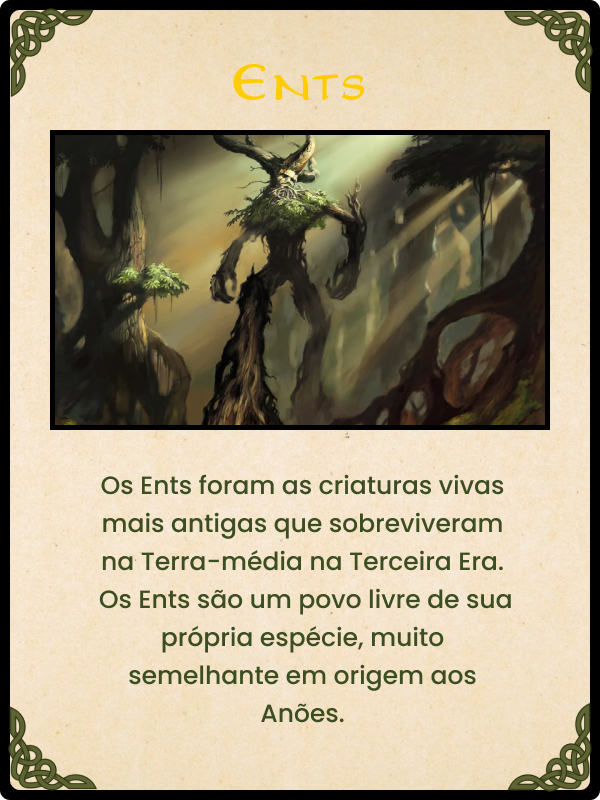 Ents
Os Ents foram as criaturas vivas
mais antigas que sobreviveram
na Terra-média na Terceira Era.
Os Ents são um povo livre de sua
própria espécie, muito
semelhante em origem aos
Anões.